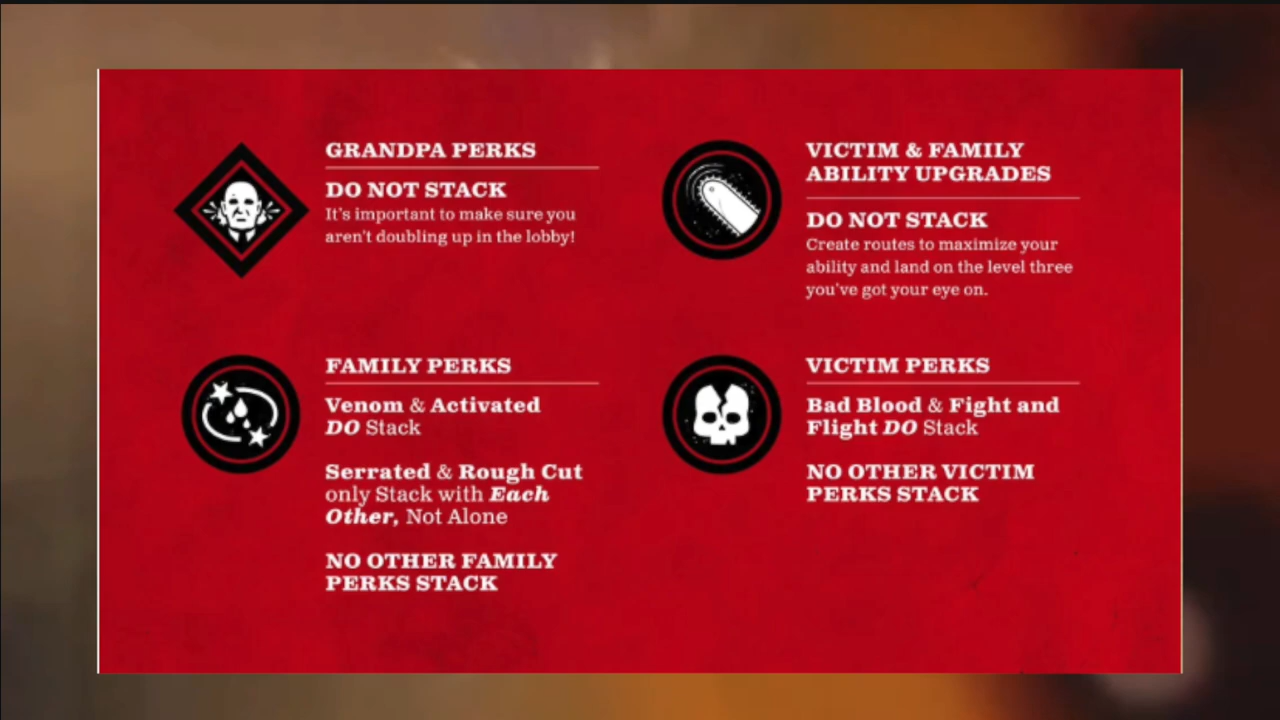 GRANDPA PERKS
DO NOT STACK
It's important to make sure you
aren't doubling up in the lobby!
VICTIM & FAMILY
ABILITY UPGRADES
DO NOT STACK
Create routes to maximize your
ability and land on the level three
you've got your eye on.
FAMILY PERKS
Venom & Activated
DO Stack
Serrated & Rough Cut
only Stack with Each
Other, Not Alone
NO OTHER FAMILY
PERKS STACK
VICTIM PERKS
Bad Blood & Fight and
Flight DO Stack
NO OTHER VICTIM
PERKS STACK